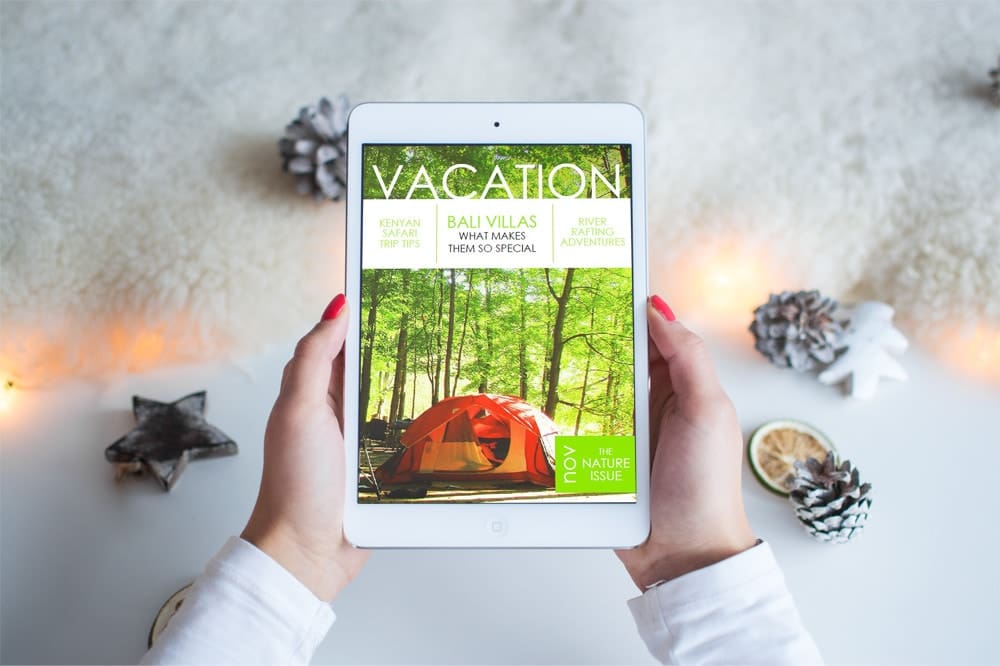 VACATION
KENYAN
SAFARI
TRIP TIPS
BALI VILLAS
WHAT MAKES
THEM SO SPECIAL
RIVER
RAFTING
ADVENTURES
nov
THE
NATURE
ISSUE